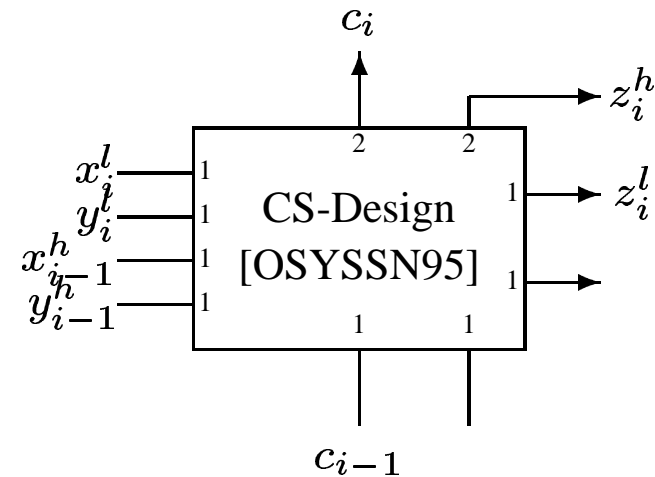 c_i
z_i^h
2 2
x_i^l 1
1 z_i^l
y_i^l 1
CS-Design
x_{i-1}^h 1
[OSYSSN95]
1
y_{i-1}^h 1
1 1
c_{i-1}